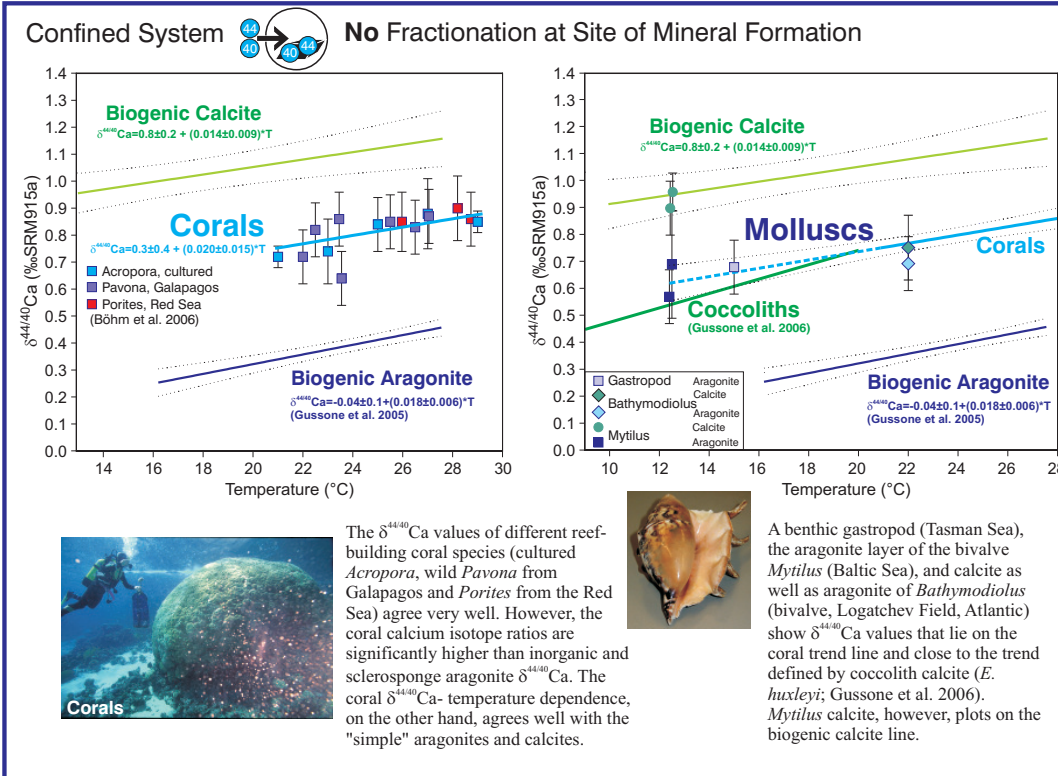 Confined System
44
40
40
44
No Fractionation at Site of Mineral Formation
1.4
1.3
1.2
1.1
1.0
0.9
0.8
0.7
0.6
0.5
0.4
0.3
0.2
0.1
0.0
δ44/40Ca (‰SRM915a)
Biogenic Calcite
δ44/40Ca=0.8±0.2 + (0.014±0.009)*T
Corals
δ44/40Ca=0.3±0.4 + (0.020±0.015)*T
Acropora, cultured
Pavona, Galapagos
Porites, Red Sea
(Böhm et al. 2006)
Biogenic Aragonite
δ44/40Ca=-0.04±0.1+(0.018±0.006)*T
(Gussone et al. 2005)
14 16 18 20 22 24 26 28 30
Temperature (°C)
1.4
1.3
1.2
1.1
1.0
0.9
0.8
0.7
0.6
0.5
0.4
0.3
0.2
0.1
0.0
δ44/40Ca (‰SRM915a)
Biogenic Calcite
δ44/40Ca=0.8±0.2 + (0.014±0.009)*T
Molluscs
Corals
Coccoliths
(Gussone et al. 2006)
Gastropod Aragonite
Calcite
Bathymodiolus
Aragonite
Calcite
Mytilus
Aragonite
Biogenic Aragonite
δ44/40Ca=-0.04±0.1+(0.018±0.006)*T
(Gussone et al. 2005)
10 12 14 16 18 20 22 24 26 28
Temperature (°C)
Corals
The δ44/40Ca values of different reef-
building coral species (cultured
Acropora, wild Pavona from
Galapagos and Porites from the Red
Sea) agree very well. However, the
coral calcium isotope ratios are
significantly higher than inorganic and
sclerosponge aragonite δ44/40Ca. The
coral δ44/40Ca- temperature dependence,
on the other hand, agrees well with the
"simple" aragonites and calcites.
A benthic gastropod (Tasman Sea),
the aragonite layer of the bivalve
Mytilus (Baltic Sea), and calcite as
well as aragonite of Bathymodiolus
(bivalve, Logatchev Field, Atlantic)
show δ44/40Ca values that lie on the
coral trend line and close to the trend
defined by coccolith calcite (E.
huxleyi; Gussone et al. 2006).
Mytilus calcite, however, plots on the
biogenic calcite line.